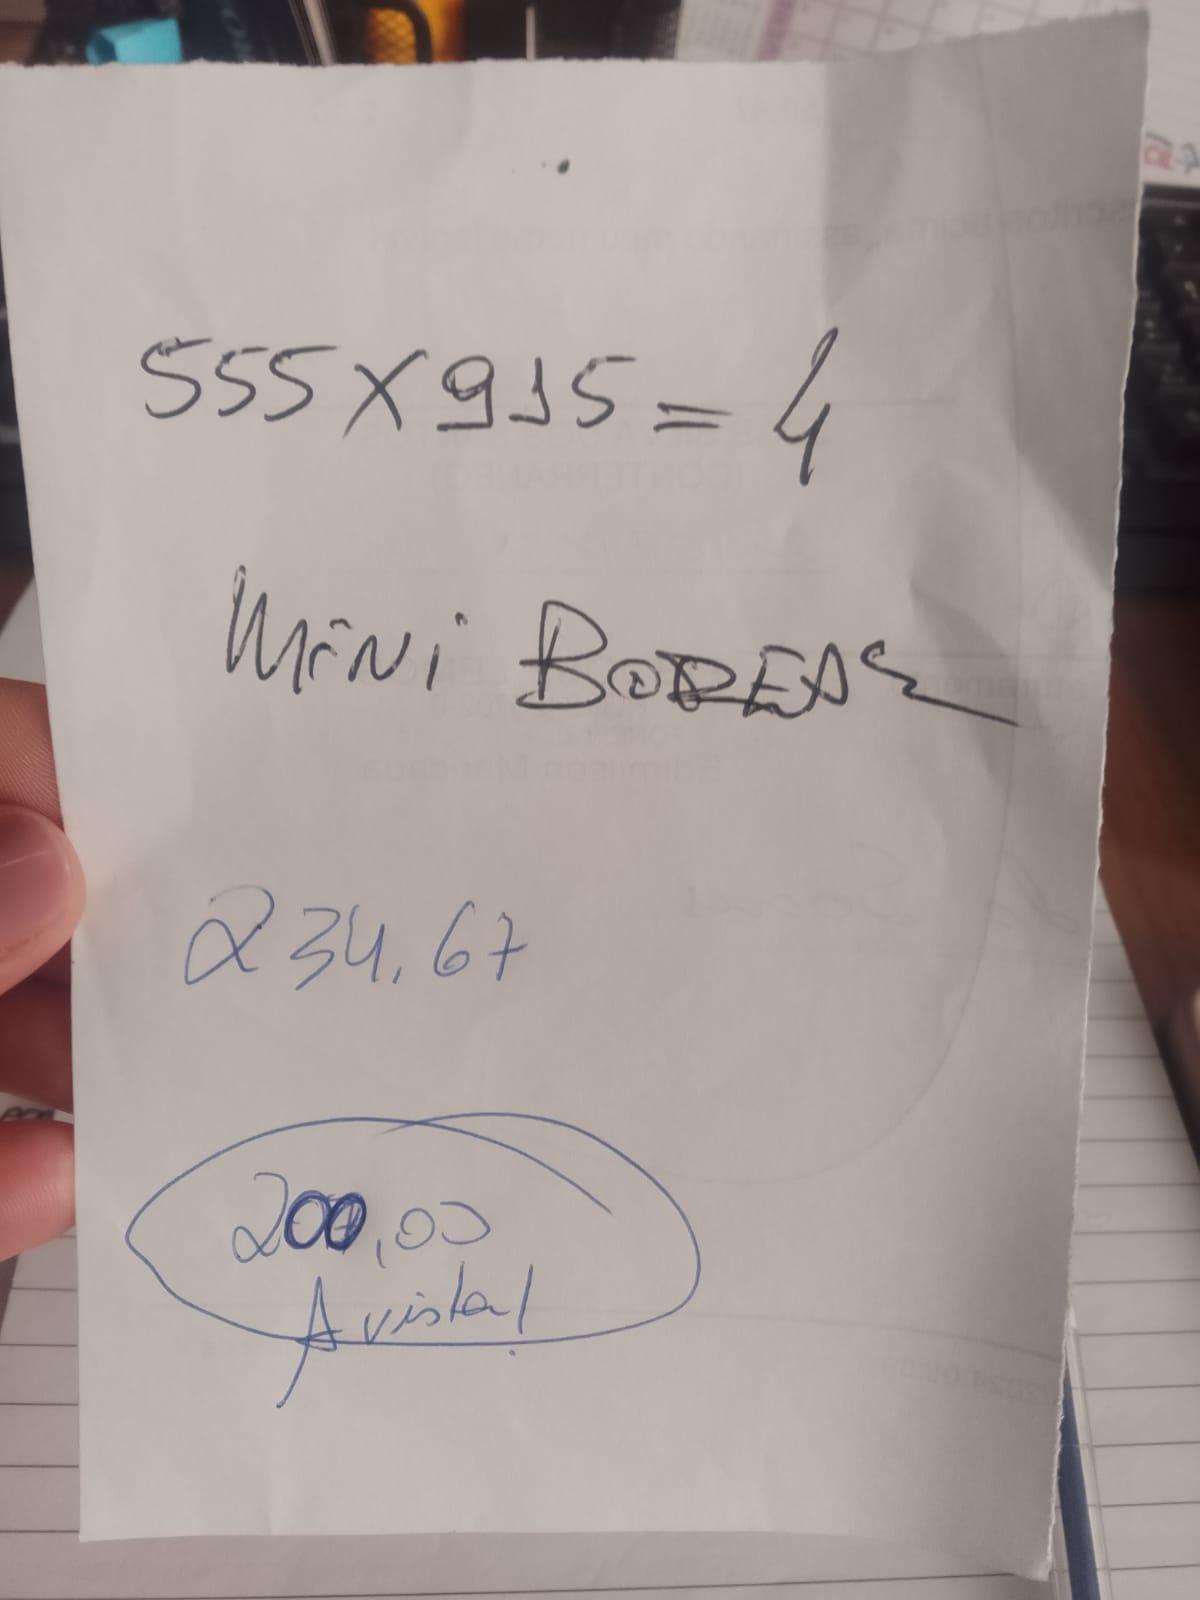 555 X 915 = 4
Mini BOREAL
234,67
200,00
A vista!